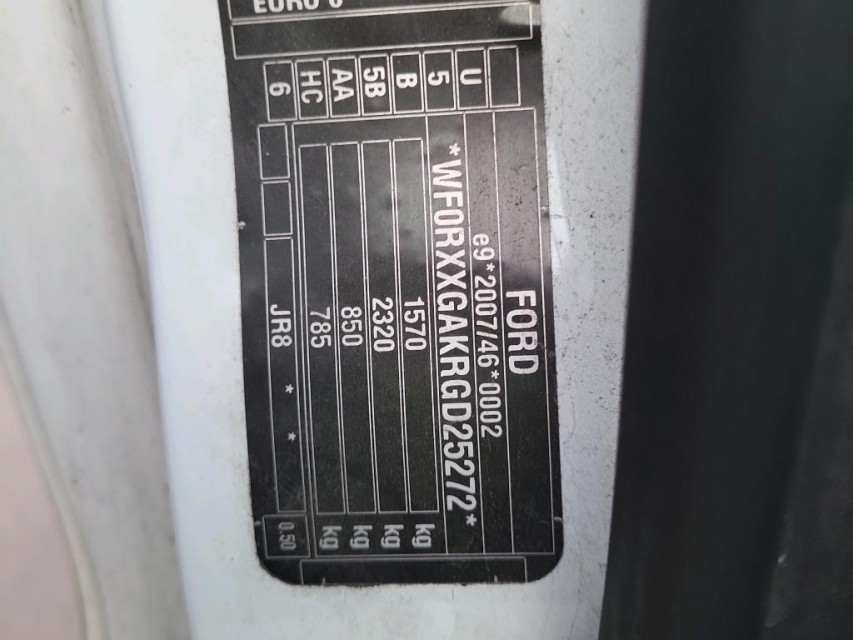 FORD
e9*2007/46*0002
*WF0RXXGAKRGD25272*
1570 kg
2320 kg
850 kg
785 kg
JR8 * * 0.50
U
5
B
5B
AA
HC
6
EURO